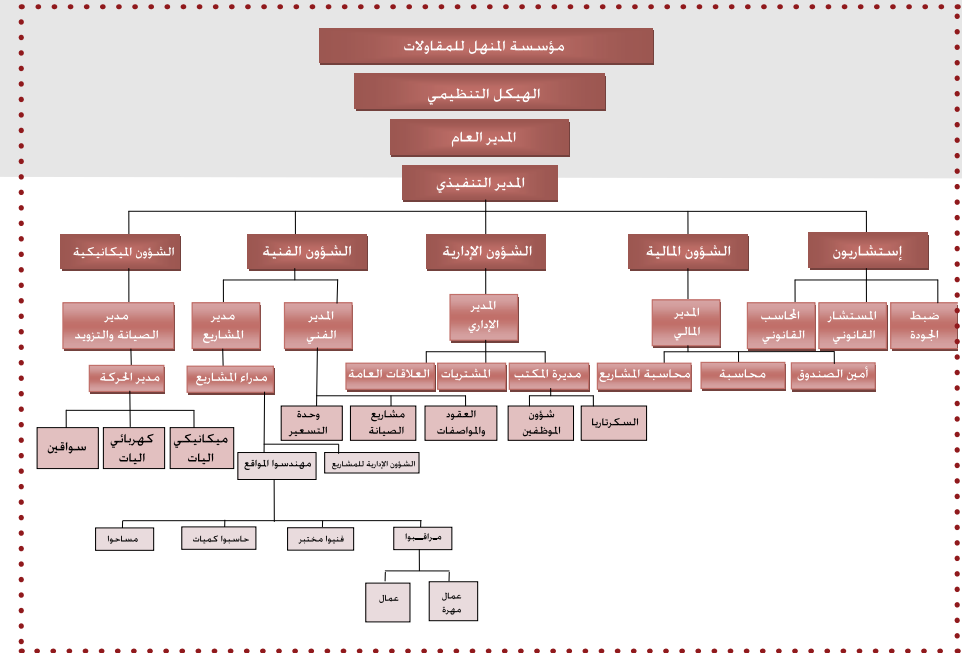 مؤسسة المنهل للمقاولات
الهيكل التنظيمي
المدير العام
المدير التنفيذي
إستشاريون
الشؤون المالية
الشؤون الإدارية
الشؤون الفنية
الشؤون الميكانيكية
ضبط
الجودة
المستشار
القانوني
المحاسب
القانوني
المدير
المالي
المدير
الإداري
المدير
الفني
مدير
المشاريع
مدير
الصيانة والتزويد
أمين الصندوق
محاسبة
محاسبة المشاريع
مديرة المكتب
المشتريات
العلاقات العامة
مدراء المشاريع
مدير الحركة
السكرتاريا
شؤون
الموظفين
العقود
والمواصفات
مشاريع
الصيانة
وحدة
التسعير
ميكانيكي
اليات
كهربائي
اليات
سواقين
الشؤون الإدارية للمشاريع
مهندسوا المواقع
مـراقـــبوا
فنيوا مختبر
حاسبوا كميات
مساحوا
عمال
مهرة
عمال